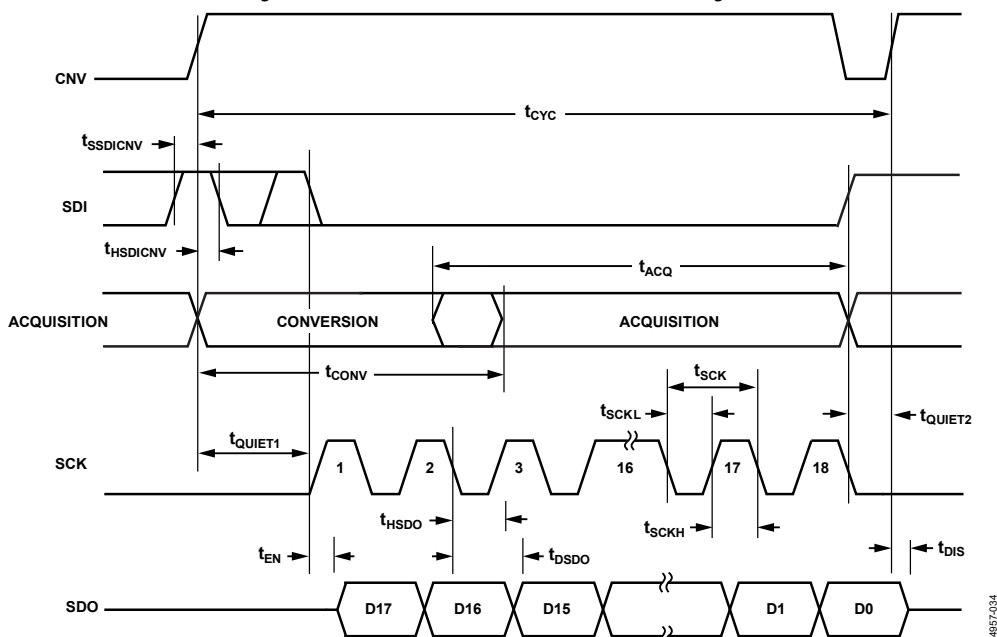 CNV
tCYC
tSSDICNV
SDI
tHSDICNV
tACQ
ACQUISITION
CONVERSION
ACQUISITION
tCONV
tSCK
tSCKL
tQUIET2
tQUIET1
SCK
1
2
3
16
17
18
tHSDO
tSCKH
tEN
tDSDO
tDIS
SDO
D17
D16
D15
D1
D0
4957-034